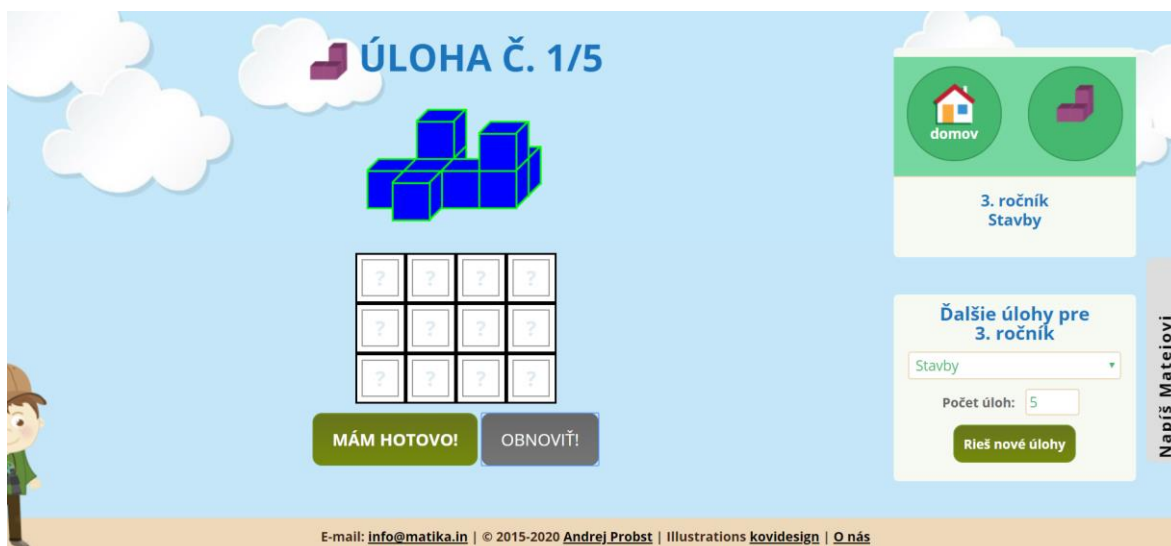 ÚLOHA Č. 1/5
? ? ? ?
? ? ? ?
? ? ? ?
MÁM HOTOVO!
OBNOVIŤ!
domov
3. ročník
Stavby
Ďalšie úlohy pre
3. ročník
Stavby
Počet úloh: 5
Rieš nové úlohy
Napíš Matejovi
E-mail: info@matika.in | © 2015-2020 Andrej Probst | Illustrations kovidesign | O nás